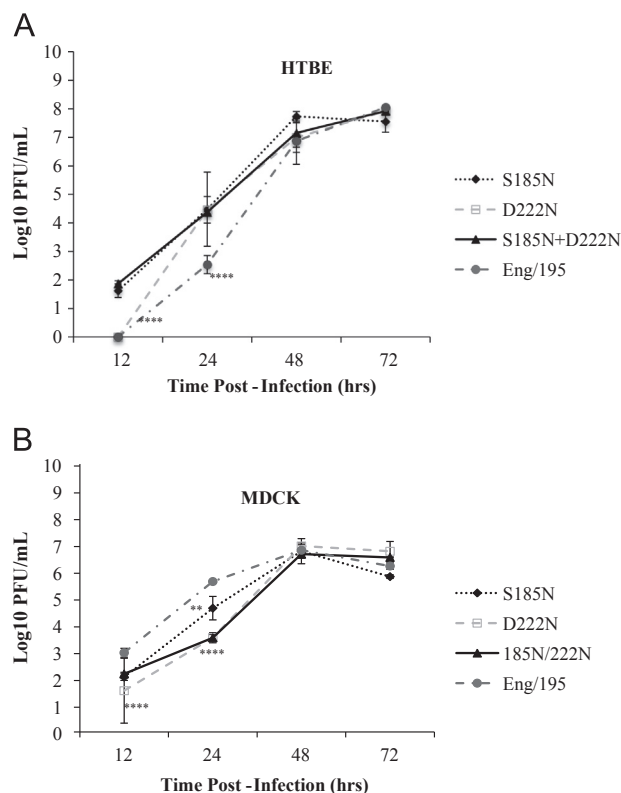 A
HTBE
Log10 PFU/mL
10
9
8
7
6
5
4
3
2
1
0
****
****
12 24 48 72
Time Post -Infection (hrs)
S185N
D222N
S185N+D222N
Eng/195
B
MDCK
Log10 PFU/mL
10
9
8
7
6
5
4
3
2
1
0
**
****
****
12 24 48 72
Time Post -Infection (hrs)
S185N
D222N
185N/222N
Eng/195